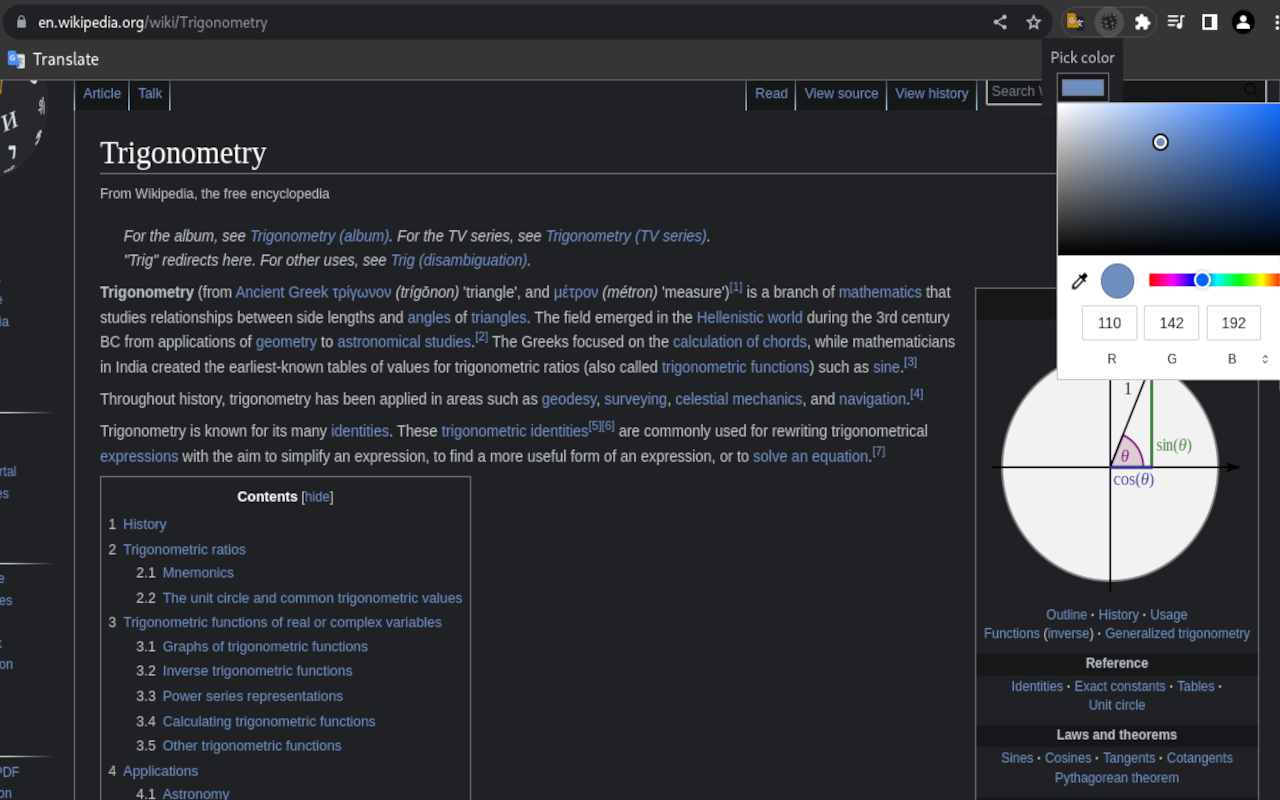 en.wikipedia.org/wiki/Trigonometry
Translate
Pick color
Article Talk
Read View source View history
Search
Trigonometry
From Wikipedia, the free encyclopedia
For the album, see Trigonometry (album). For the TV series, see Trigonometry (TV series).
"Trig" redirects here. For other uses, see Trig (disambiguation).
Trigonometry (from Ancient Greek τρίγωνον (trígōnon) 'triangle', and μέτρον (métron) 'measure')[1] is a branch of mathematics that
studies relationships between side lengths and angles of triangles. The field emerged in the Hellenistic world during the 3rd century
BC from applications of geometry to astronomical studies.[2] The Greeks focused on the calculation of chords, while mathematicians
in India created the earliest-known tables of values for trigonometric ratios (also called trigonometric functions) such as sine.[3]
Throughout history, trigonometry has been applied in areas such as geodesy, surveying, celestial mechanics, and navigation.[4]
Trigonometry is known for its many identities. These trigonometric identities[5][6] are commonly used for rewriting trigonometrical
expressions with the aim to simplify an expression, to find a more useful form of an expression, or to solve an equation.[7]
Contents [hide]
1 History
2 Trigonometric ratios
2.1 Mnemonics
2.2 The unit circle and common trigonometric values
3 Trigonometric functions of real or complex variables
3.1 Graphs of trigonometric functions
3.2 Inverse trigonometric functions
3.3 Power series representations
3.4 Calculating trigonometric functions
3.5 Other trigonometric functions
4 Applications
4.1 Astronomy
110 142 192
R G B
1
sin(θ)
θ
cos(θ)
Outline · History · Usage
Functions (inverse) · Generalized trigonometry
Reference
Identities · Exact constants · Tables ·
Unit circle
Laws and theorems
Sines · Cosines · Tangents · Cotangents
Pythagorean theorem